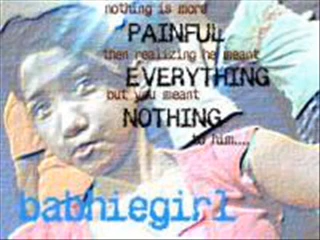 nothing is more
PAINFUL
then realizing he meant
EVERYTHING
but you meant
NOTHING
to him....
babhiegirl